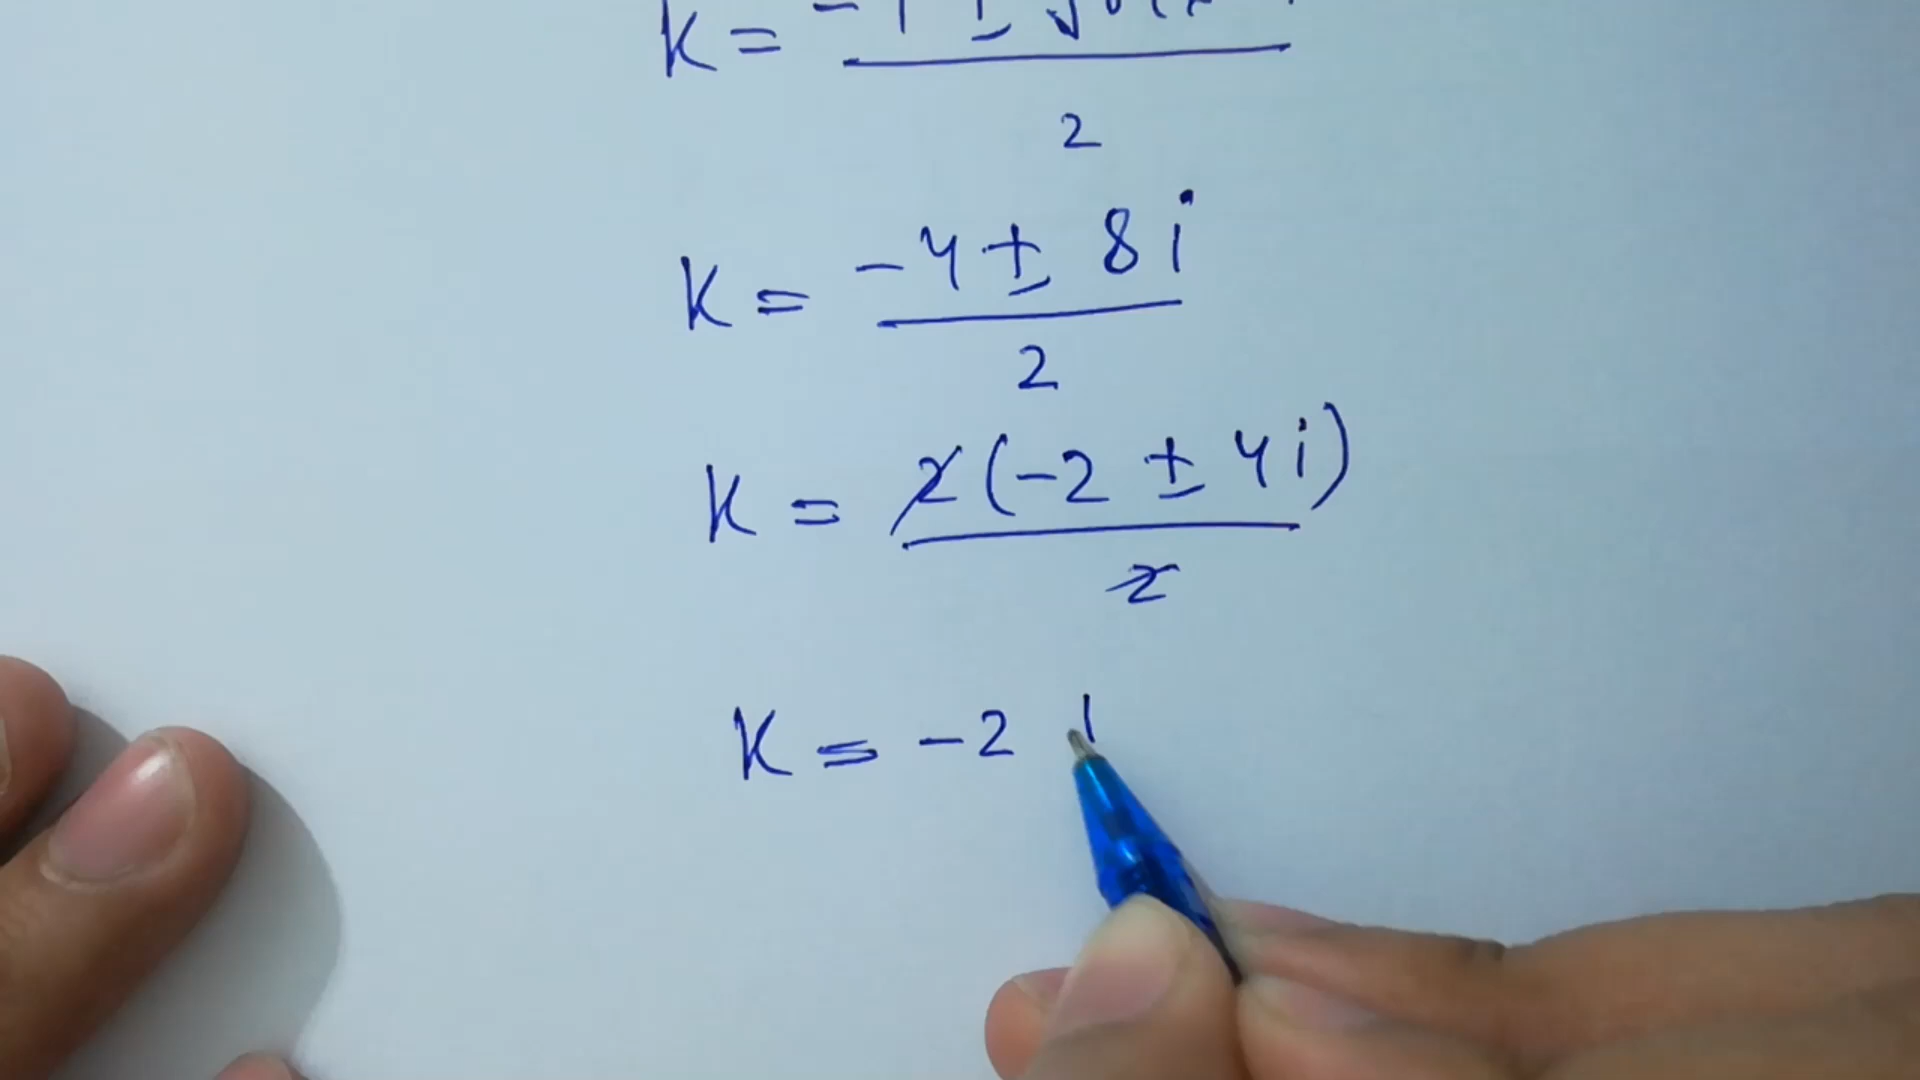 K =
2
K = -4 ± 8i
2
K = 2(-2 ± 4i)
2
K = -2